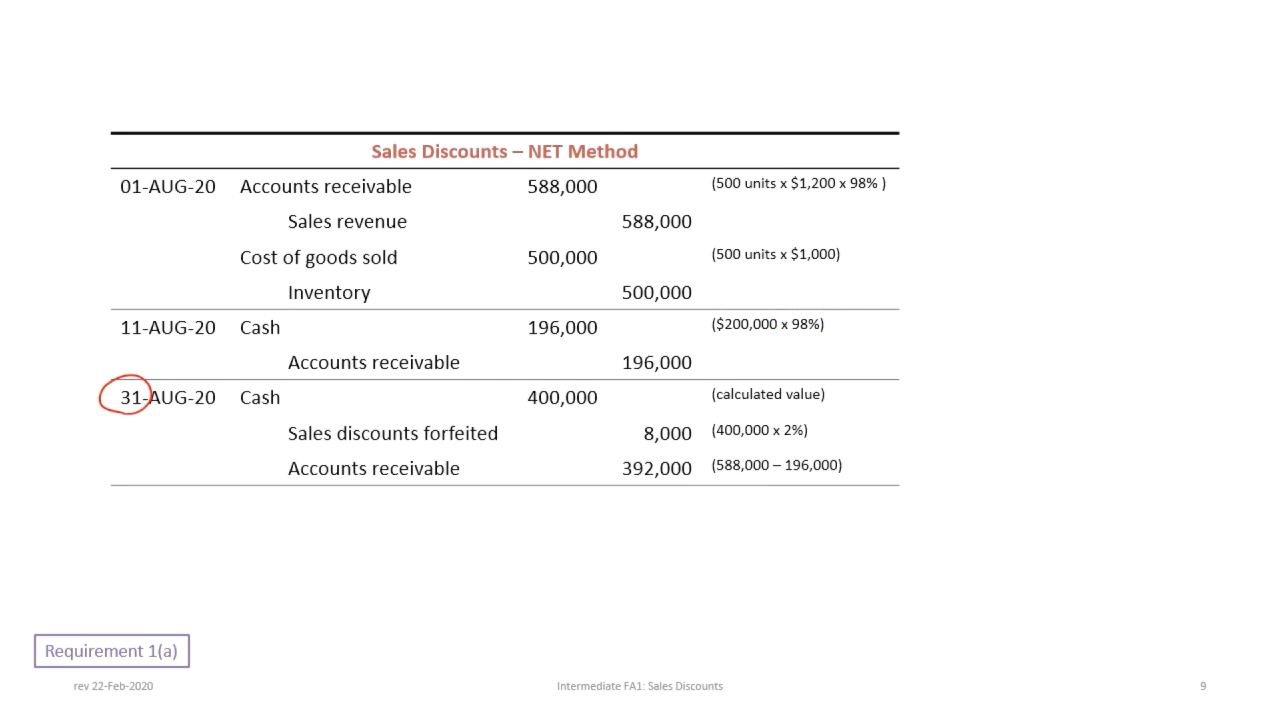 Sales Discounts – NET Method
01-AUG-20 Accounts receivable 588,000 (500 units x $1,200 x 98% )
Sales revenue 588,000
Cost of goods sold 500,000 (500 units x $1,000)
Inventory 500,000
11-AUG-20 Cash 196,000 ($200,000 x 98%)
Accounts receivable 196,000
31-AUG-20 Cash 400,000 (calculated value)
Sales discounts forfeited 8,000 (400,000 x 2%)
Accounts receivable 392,000 (588,000 – 196,000)
Requirement 1(a)
rev 22-Feb-2020 Intermediate FA1: Sales Discounts 9